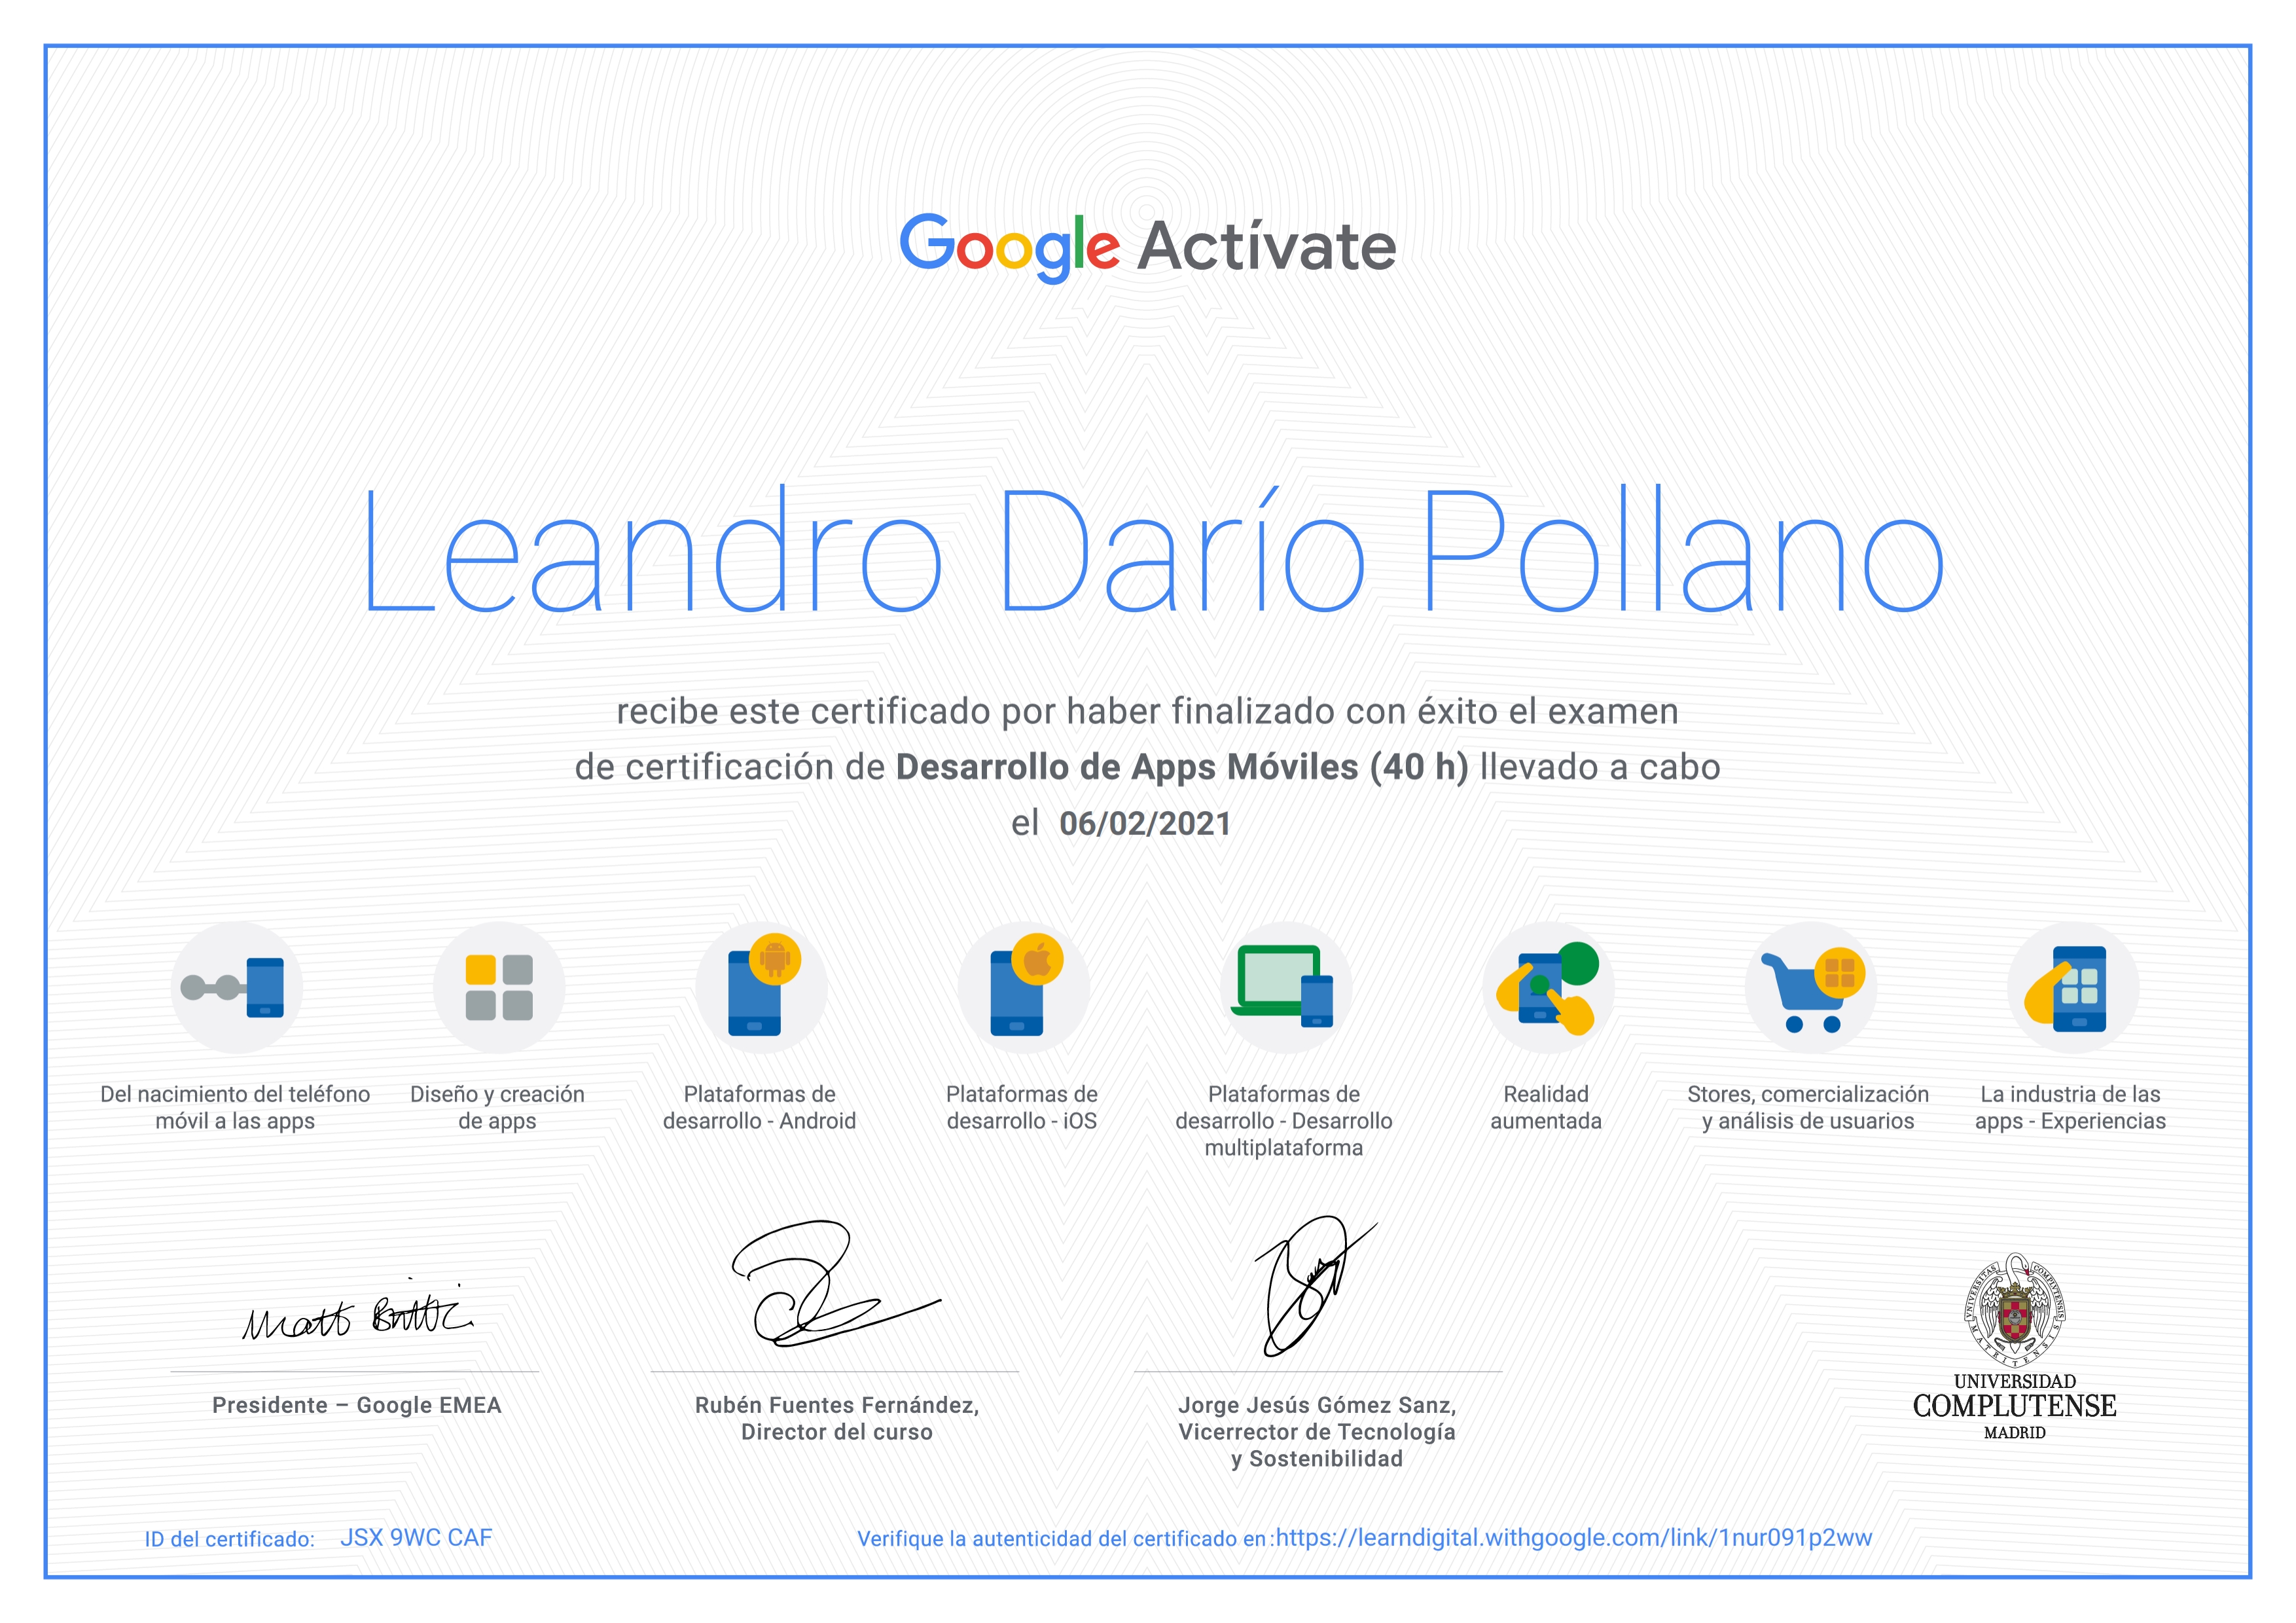 Google Actívate
Leandro Darío Pollano
recibe este certificado por haber finalizado con éxito el examen
de certificación de Desarrollo de Apps Móviles (40 h) llevado a cabo
el 06/02/2021
Del nacimiento del teléfono
móvil a las apps
Diseño y creación
de apps
Plataformas de
desarrollo - Android
Plataformas de
desarrollo - iOS
Plataformas de
desarrollo - Desarrollo
multiplataforma
Realidad
aumentada
Stores, comercialización
y análisis de usuarios
La industria de las
apps - Experiencias
Matt
Presidente – Google EMEA
Rubén Fuentes Fernández,
Director del curso
Jorge Jesús Gómez Sanz,
Vicerrector de Tecnología
y Sostenibilidad
UNIVERSIDAD
COMPLUTENSE
MADRID
ID del certificado: JSX 9WC CAF
Verifique la autenticidad del certificado en :https://learndigital.withgoogle.com/link/1nur091p2ww